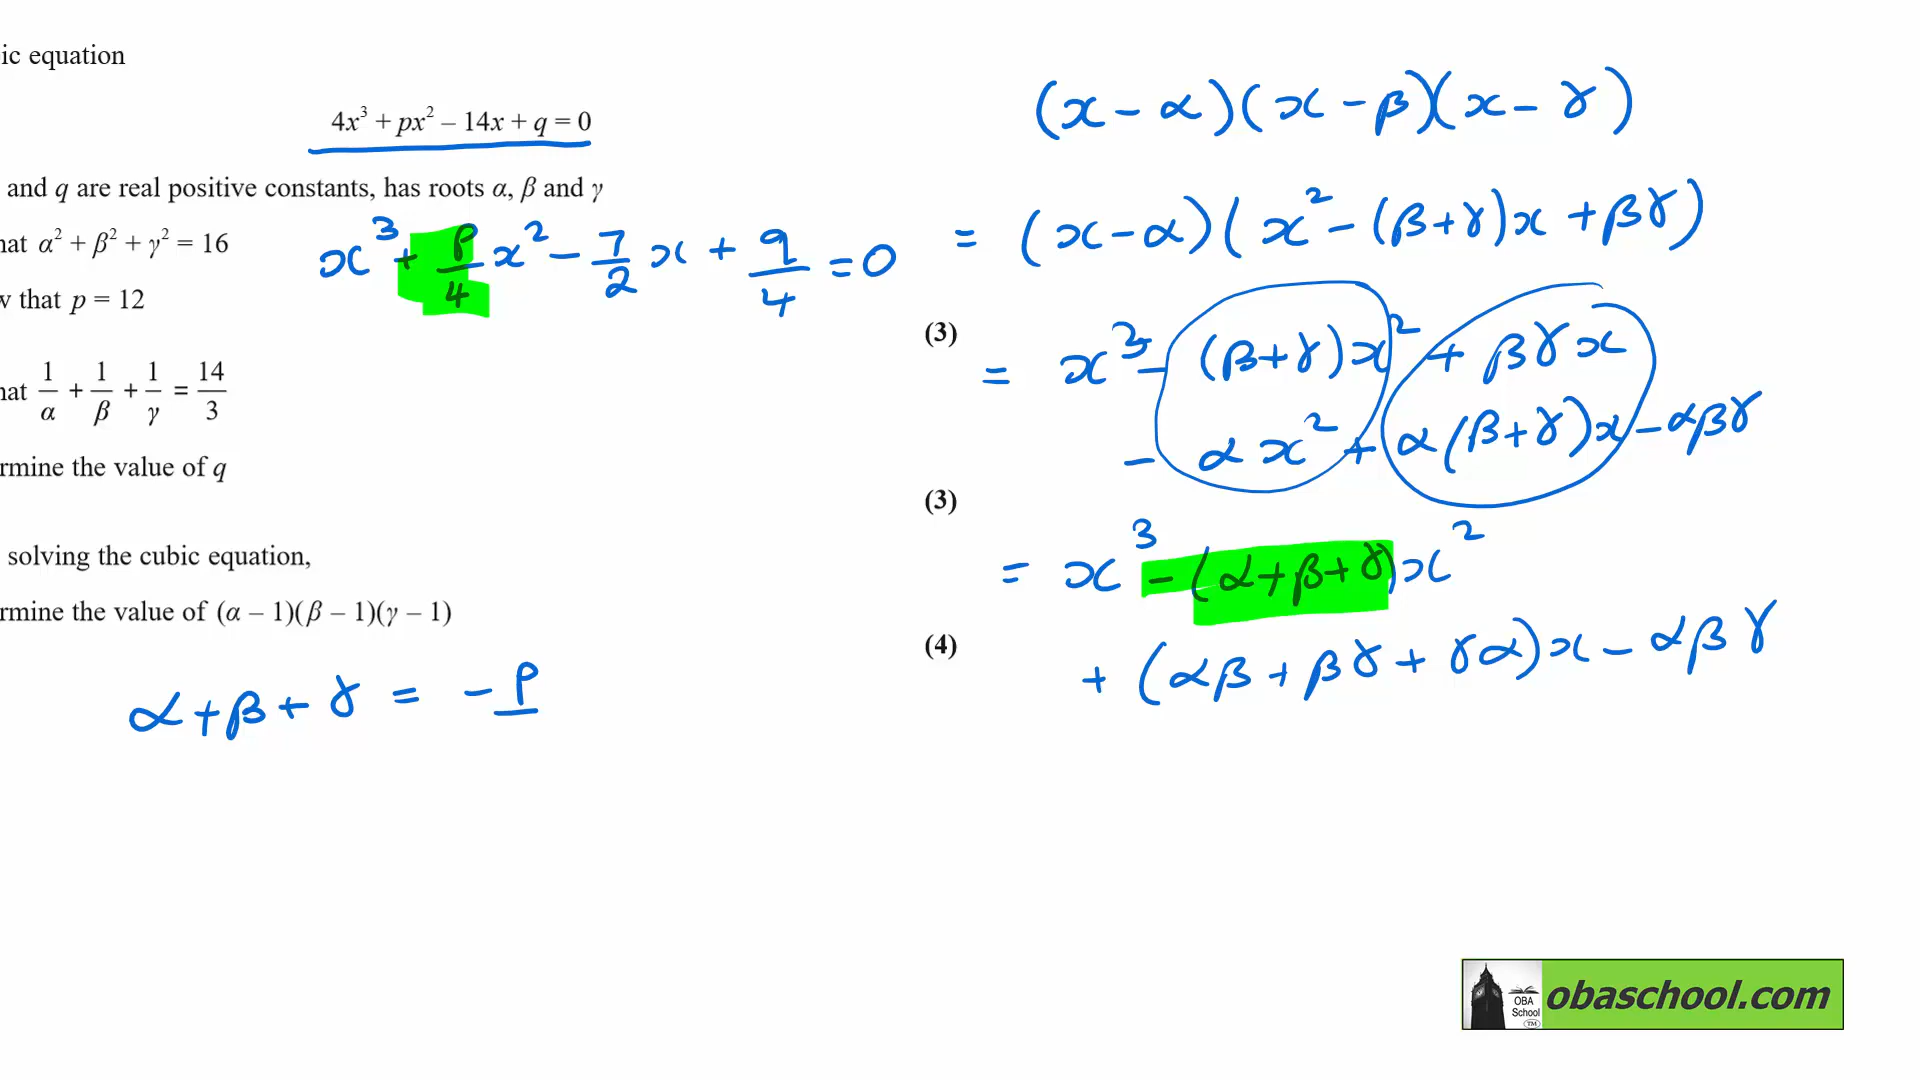 ic equation
4x³ + px² – 14x + q = 0
and q are real positive constants, has roots α, β and γ
hat α² + β² + γ² = 16
x³ + p/4 x² – 7/2 x + q/4 = 0
w that p = 12
(3)
hat 1/α + 1/β + 1/γ = 14/3
rmine the value of q
(3)
solving the cubic equation,
rmine the value of (α – 1)(β – 1)(γ – 1)
(4)
α + β + γ = – p
(x – α)(x – β)(x – γ)
= (x – α)(x² – (β + γ)x + βγ)
= x³ – (β + γ)x² + βγx
– αx² + α(β + γ)x – αβγ
= x³ – (α + β + γ)x²
+ (αβ + βγ + γα)x – αβγ
OBA
School
TM
obaschool.com